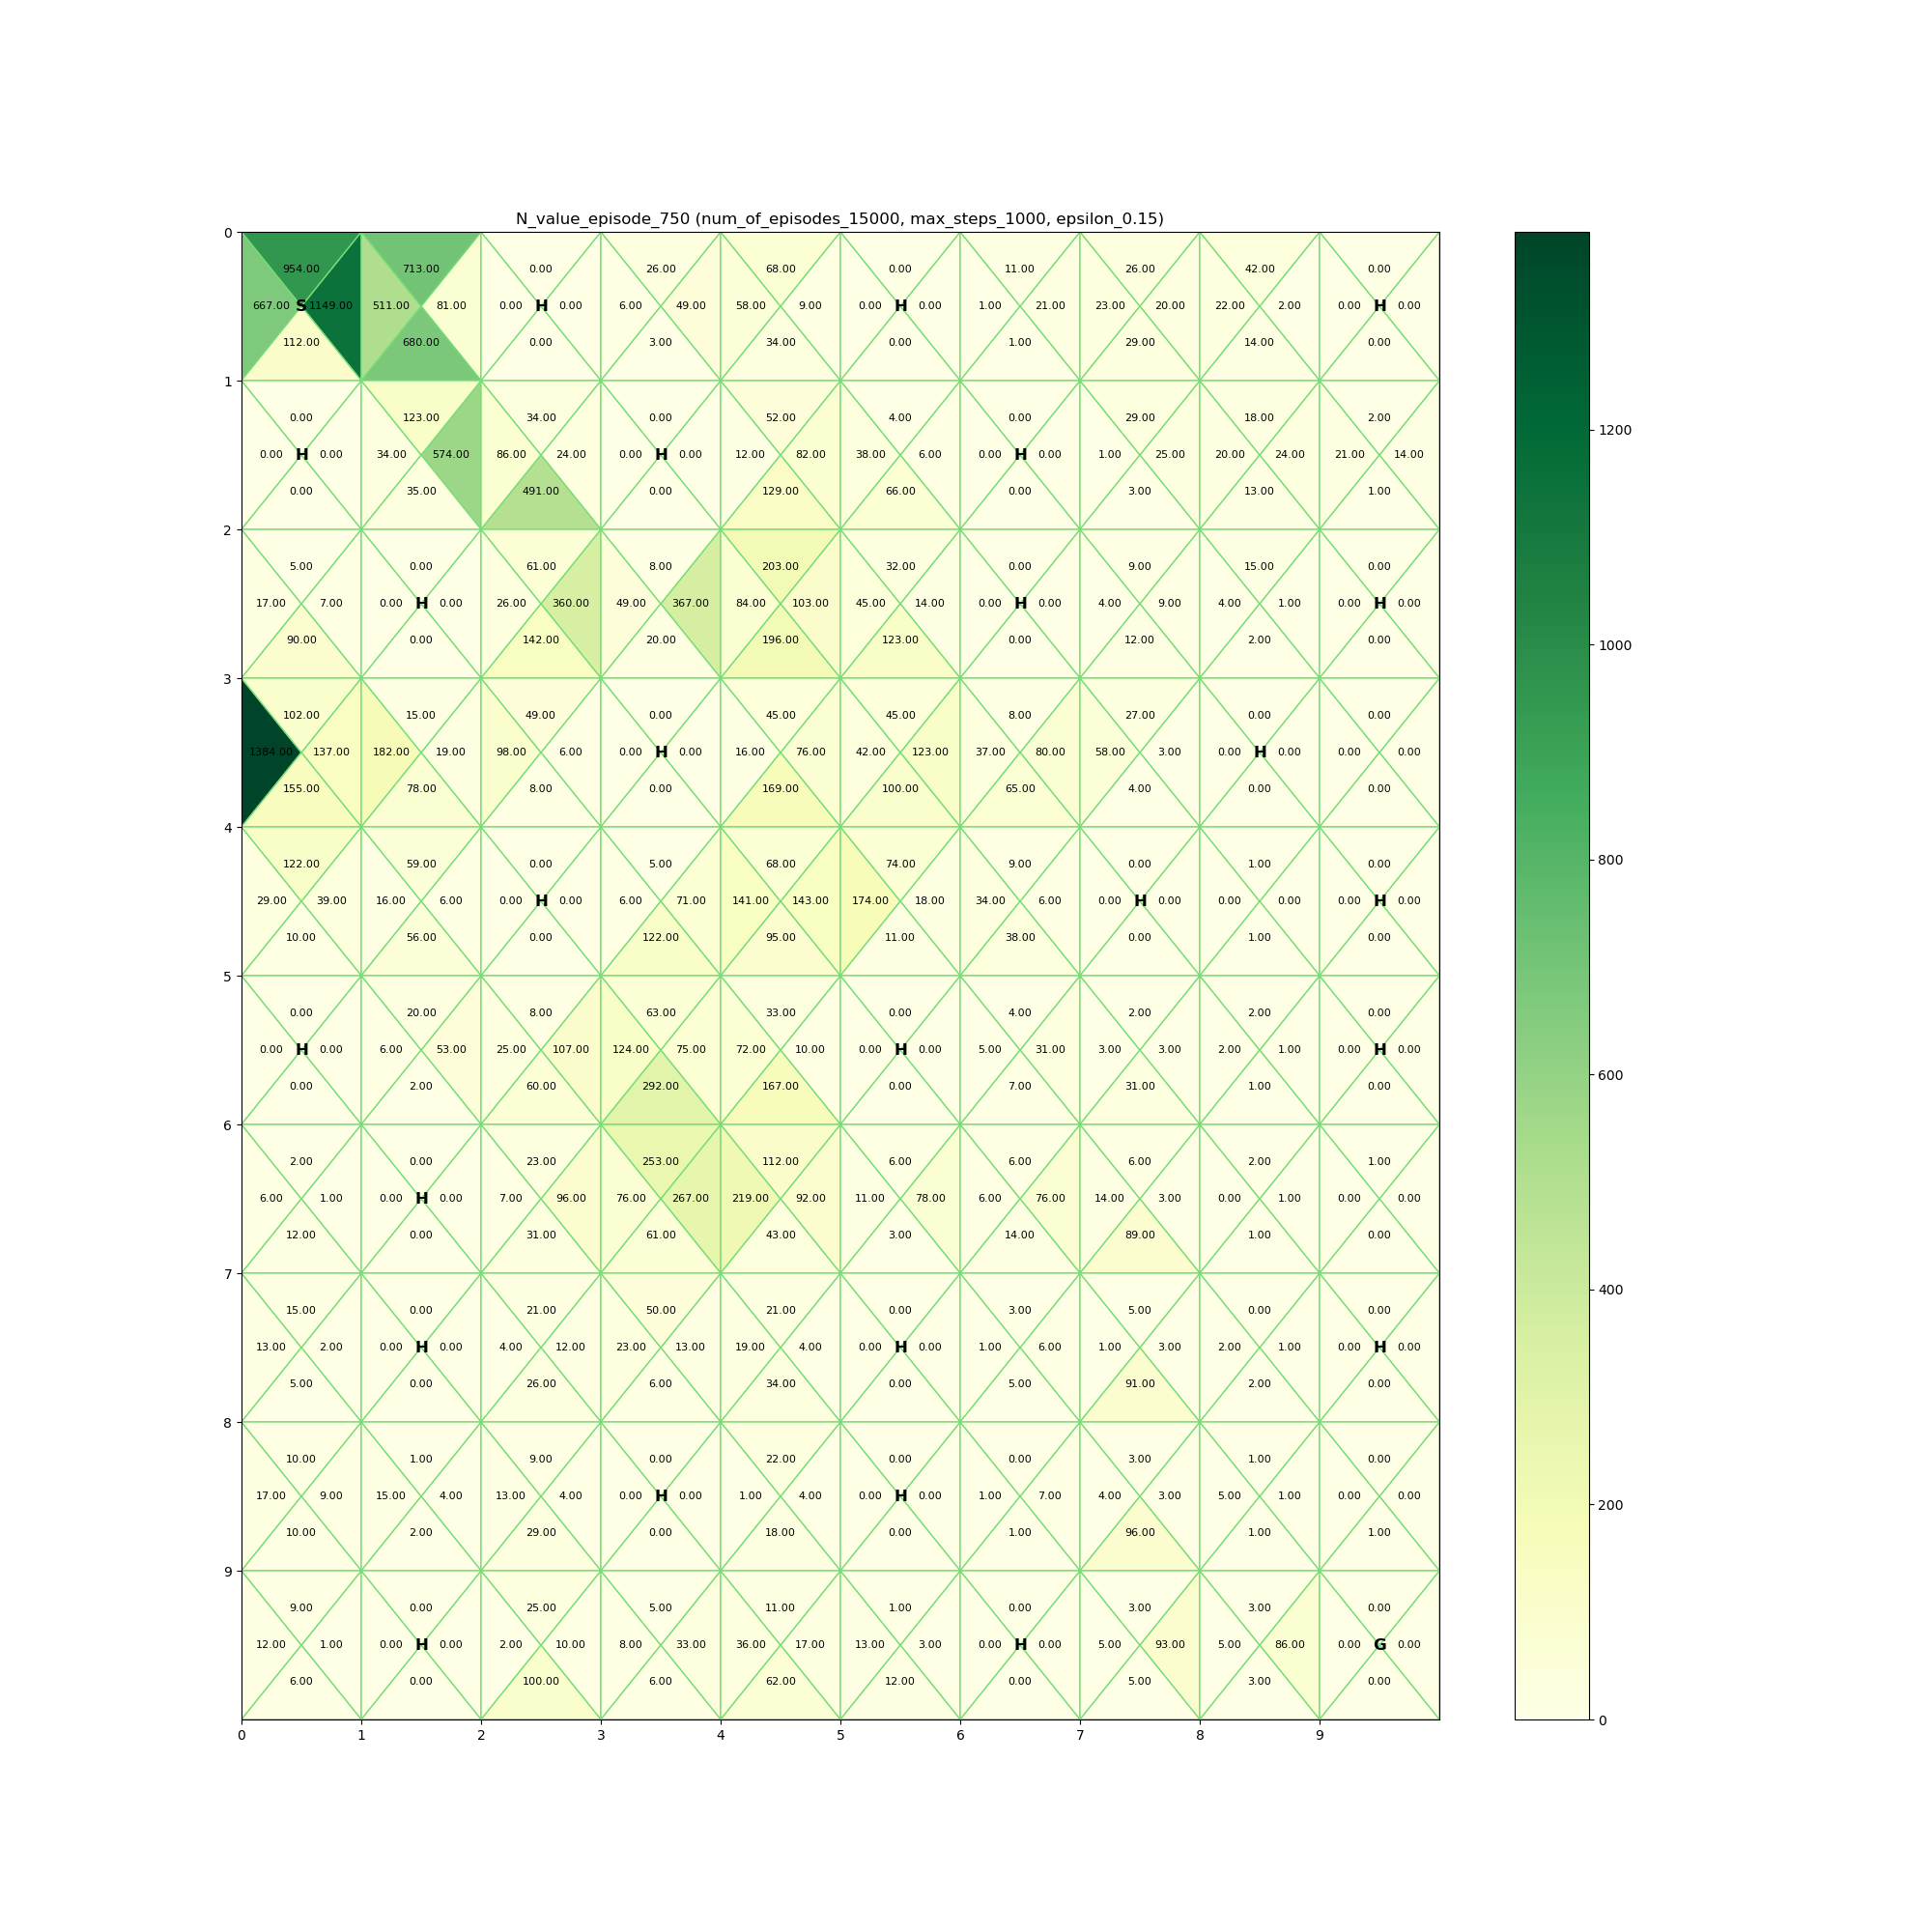 N_value_episode_750 (num_of_episodes_15000, max_steps_1000, epsilon_0.15)
0
954.00 713.00 0.00 26.00 68.00 0.00 11.00 26.00 42.00 0.00
667.00 S 1149.00 511.00 81.00 0.00 H 0.00 6.00 49.00 58.00 9.00 0.00 H 0.00 1.00 21.00 23.00 20.00 22.00 2.00 0.00 H 0.00
112.00 680.00 0.00 3.00 34.00 0.00 1.00 29.00 14.00 0.00
1
0.00 123.00 34.00 0.00 52.00 4.00 0.00 29.00 18.00 2.00
0.00 H 0.00 34.00 574.00 86.00 24.00 0.00 H 0.00 12.00 82.00 38.00 6.00 0.00 H 0.00 1.00 25.00 20.00 24.00 21.00 14.00
1200
0.00 35.00 491.00 0.00 129.00 66.00 0.00 3.00 13.00 1.00
2
5.00 0.00 61.00 8.00 203.00 32.00 0.00 9.00 15.00 0.00
17.00 7.00 0.00 H 0.00 26.00 360.00 49.00 367.00 84.00 103.00 45.00 14.00 0.00 H 0.00 4.00 9.00 4.00 1.00 0.00 H 0.00
90.00 0.00 142.00 20.00 196.00 123.00 0.00 12.00 2.00 0.00
1000
3
102.00 15.00 49.00 0.00 45.00 45.00 8.00 27.00 0.00 0.00
1384.00 137.00 182.00 19.00 98.00 6.00 0.00 H 0.00 16.00 76.00 42.00 123.00 37.00 80.00 58.00 3.00 0.00 H 0.00 0.00 0.00
155.00 78.00 8.00 0.00 169.00 100.00 65.00 4.00 0.00 0.00
4
122.00 59.00 0.00 5.00 68.00 74.00 9.00 0.00 1.00 0.00
800
29.00 39.00 16.00 6.00 0.00 H 0.00 6.00 71.00 141.00 143.00 174.00 18.00 34.00 6.00 0.00 H 0.00 0.00 0.00 0.00 H 0.00
10.00 56.00 0.00 122.00 95.00 11.00 38.00 0.00 1.00 0.00
5
0.00 20.00 8.00 63.00 33.00 0.00 4.00 2.00 2.00 0.00
0.00 H 0.00 6.00 53.00 25.00 107.00 124.00 75.00 72.00 10.00 0.00 H 0.00 5.00 31.00 3.00 3.00 2.00 1.00 0.00 H 0.00
600
0.00 2.00 60.00 292.00 167.00 0.00 7.00 31.00 1.00 0.00
6
2.00 0.00 23.00 253.00 112.00 6.00 6.00 6.00 2.00 1.00
6.00 1.00 0.00 H 0.00 7.00 96.00 76.00 267.00 219.00 92.00 11.00 78.00 6.00 76.00 14.00 3.00 0.00 1.00 0.00 0.00
12.00 0.00 31.00 61.00 43.00 3.00 14.00 89.00 1.00 0.00
7
400
15.00 0.00 21.00 50.00 21.00 0.00 3.00 5.00 0.00 0.00
13.00 2.00 0.00 H 0.00 4.00 12.00 23.00 13.00 19.00 4.00 0.00 H 0.00 1.00 6.00 1.00 3.00 2.00 1.00 0.00 H 0.00
5.00 0.00 26.00 6.00 34.00 0.00 5.00 91.00 2.00 0.00
8
10.00 1.00 9.00 0.00 22.00 0.00 0.00 3.00 1.00 0.00
17.00 9.00 15.00 4.00 13.00 4.00 0.00 H 0.00 1.00 4.00 0.00 H 0.00 1.00 7.00 4.00 3.00 5.00 1.00 0.00 0.00
200
10.00 2.00 29.00 0.00 18.00 0.00 1.00 96.00 1.00 1.00
9
9.00 0.00 25.00 5.00 11.00 1.00 0.00 3.00 3.00 0.00
12.00 1.00 0.00 H 0.00 2.00 10.00 8.00 33.00 36.00 17.00 13.00 3.00 0.00 H 0.00 5.00 93.00 5.00 86.00 0.00 G 0.00
6.00 0.00 100.00 6.00 62.00 12.00 0.00 5.00 3.00 0.00
0
0 1 2 3 4 5 6 7 8 9